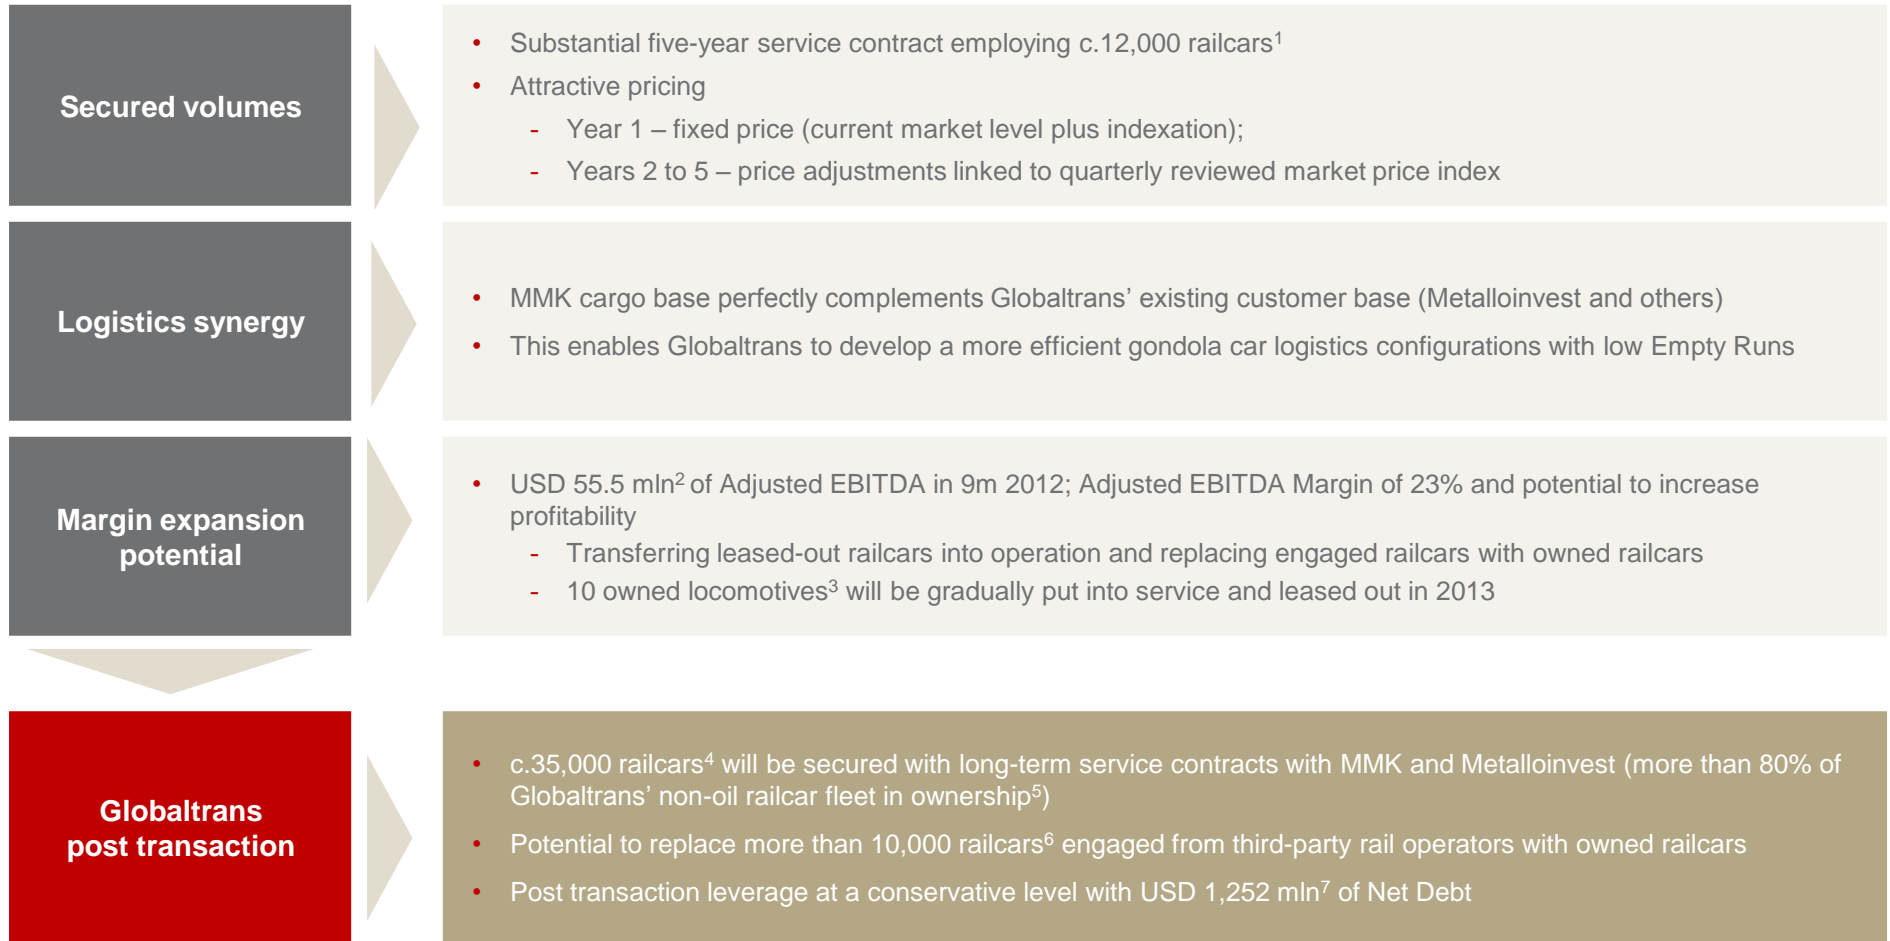 Secured volumes
• Substantial five-year service contract employing c.12,000 railcars¹
• Attractive pricing
- Year 1 – fixed price (current market level plus indexation);
- Years 2 to 5 – price adjustments linked to quarterly reviewed market price index
Logistics synergy
• MMK cargo base perfectly complements Globaltrans’ existing customer base (Metalloinvest and others)
• This enables Globaltrans to develop a more efficient gondola car logistics configurations with low Empty Runs
Margin expansion
potential
• USD 55.5 mln² of Adjusted EBITDA in 9m 2012; Adjusted EBITDA Margin of 23% and potential to increase
profitability
- Transferring leased-out railcars into operation and replacing engaged railcars with owned railcars
- 10 owned locomotives³ will be gradually put into service and leased out in 2013
Globaltrans
post transaction
• c.35,000 railcars⁴ will be secured with long-term service contracts with MMK and Metalloinvest (more than 80% of
Globaltrans’ non-oil railcar fleet in ownership⁵)
• Potential to replace more than 10,000 railcars⁶ engaged from third-party rail operators with owned railcars
• Post transaction leverage at a conservative level with USD 1,252 mln⁷ of Net Debt